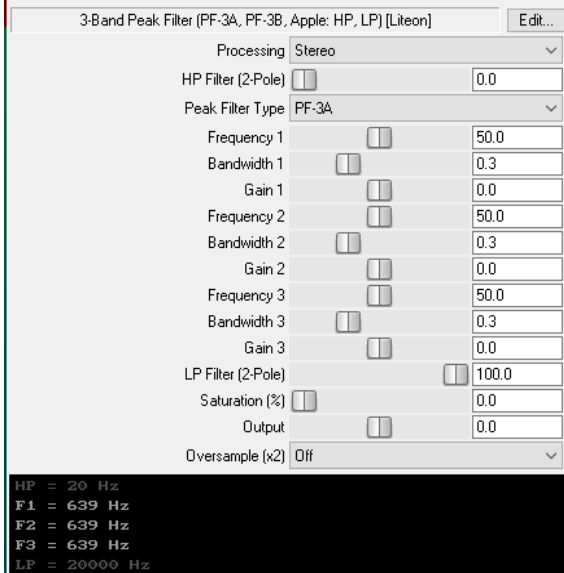 3-Band Peak Filter (PF-3A, PF-3B, Apple: HP, LP) [Liteon] Edit...
Processing Stereo
HP Filter (2-Pole) 0.0
Peak Filter Type PF-3A
Frequency 1 50.0
Bandwidth 1 0.3
Gain 1 0.0
Frequency 2 50.0
Bandwidth 2 0.3
Gain 2 0.0
Frequency 3 50.0
Bandwidth 3 0.3
Gain 3 0.0
LP Filter (2-Pole) 100.0
Saturation (%) 0.0
Output 0.0
Oversample (x2) Off
HP = 20 Hz
F1 = 639 Hz
F2 = 639 Hz
F3 = 639 Hz
LP = 20000 Hz